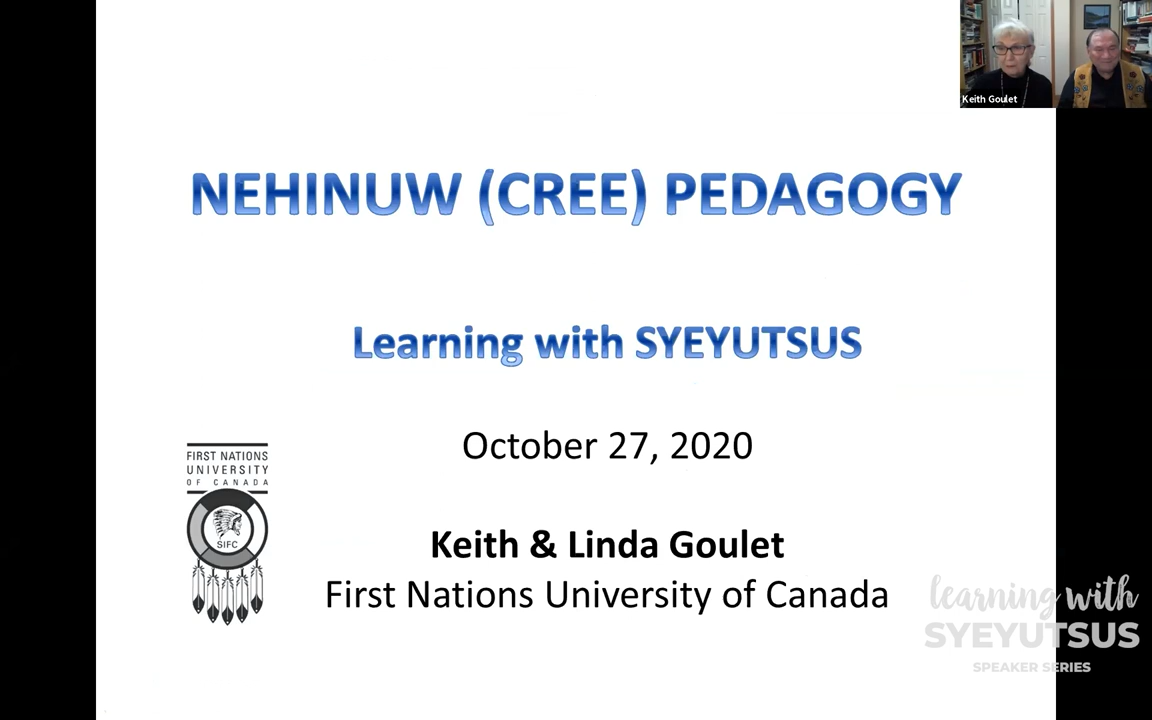 Keith Goulet
NEHINUW (CREE) PEDAGOGY
Learning with SYEYUTSUS
October 27, 2020
FIRST NATIONS
UNIVERSITY
OF CANADA
SIFC
Keith & Linda Goulet
First Nations University of Canada
learning with
SYEYUTSUS
SPEAKER SERIES